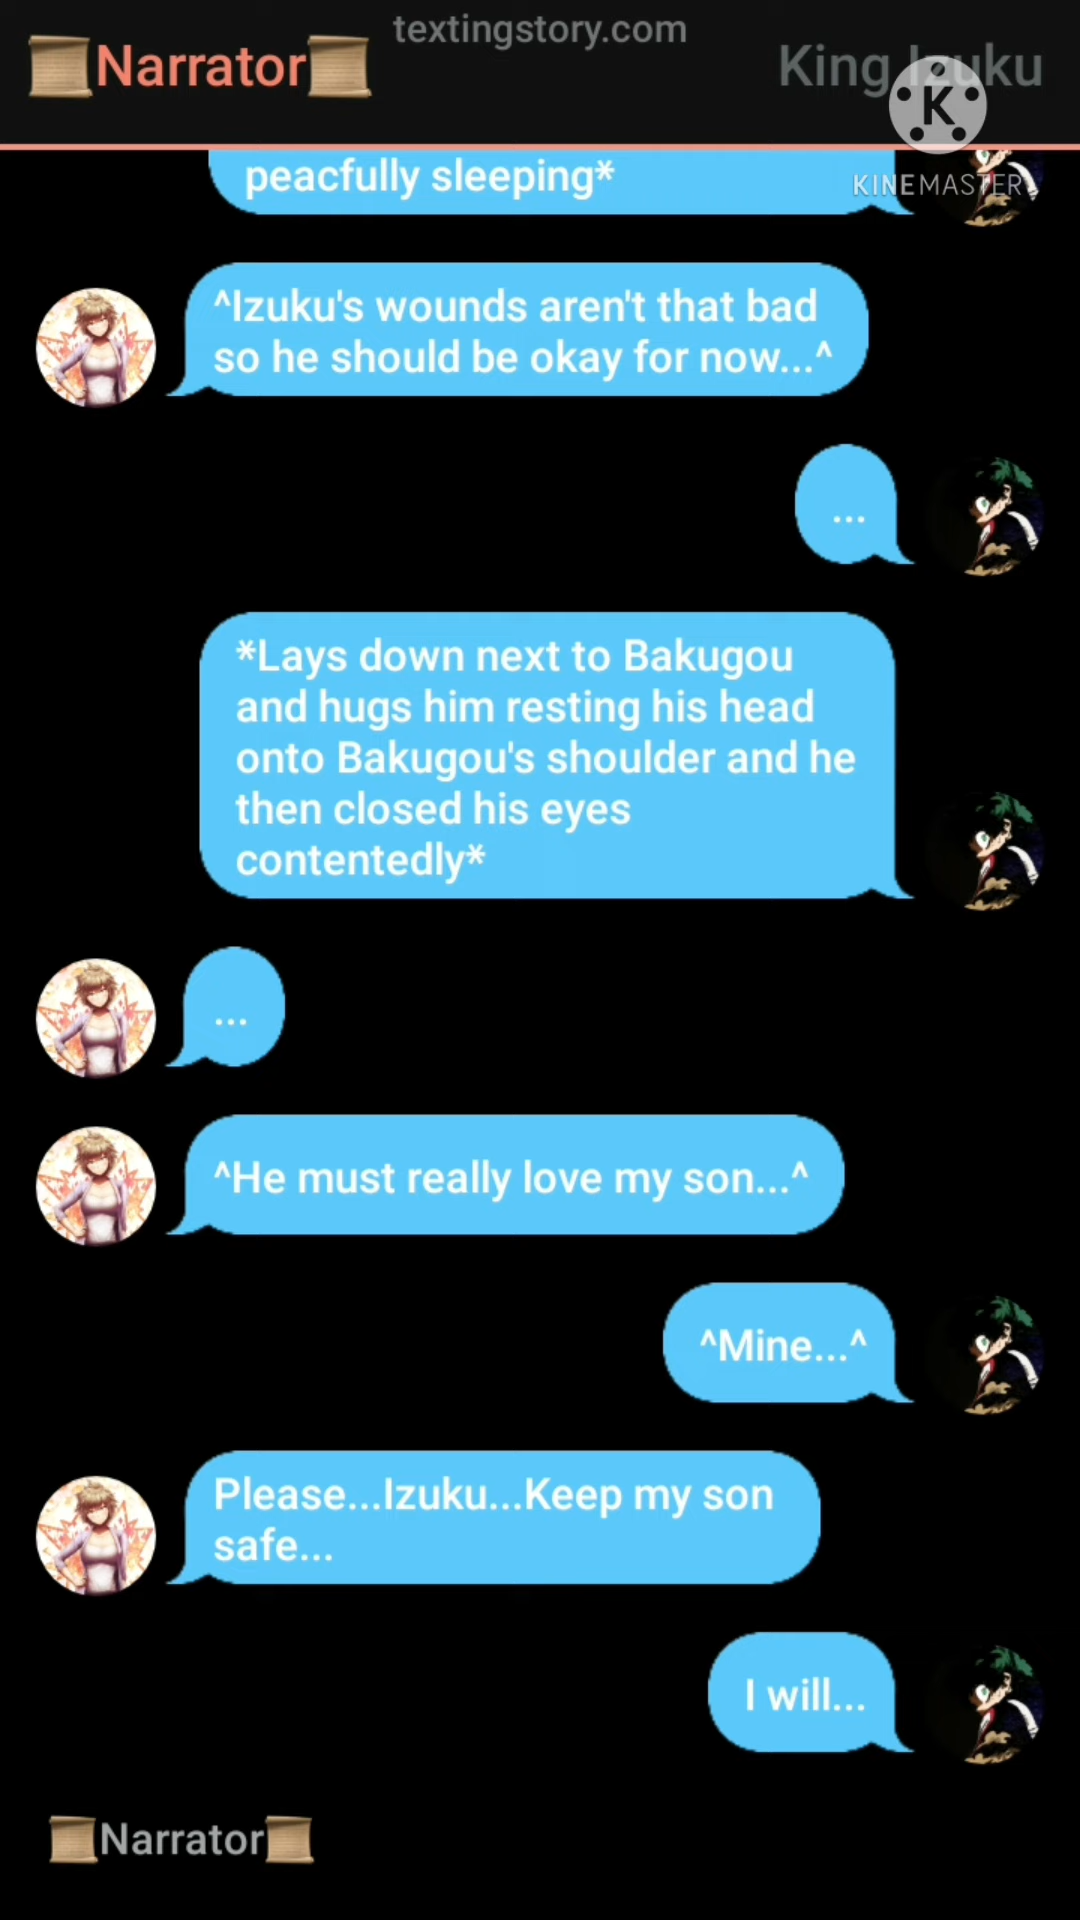 textingstory.com
Narrator
King Izuku
K
KINEMASTER
peacfully sleeping*
^Izuku's wounds aren't that bad
so he should be okay for now...^
...
*Lays down next to Bakugou
and hugs him resting his head
onto Bakugou's shoulder and he
then closed his eyes
contentedly*
...
^He must really love my son...^
^Mine...^
Please...Izuku...Keep my son
safe...
I will...
Narrator